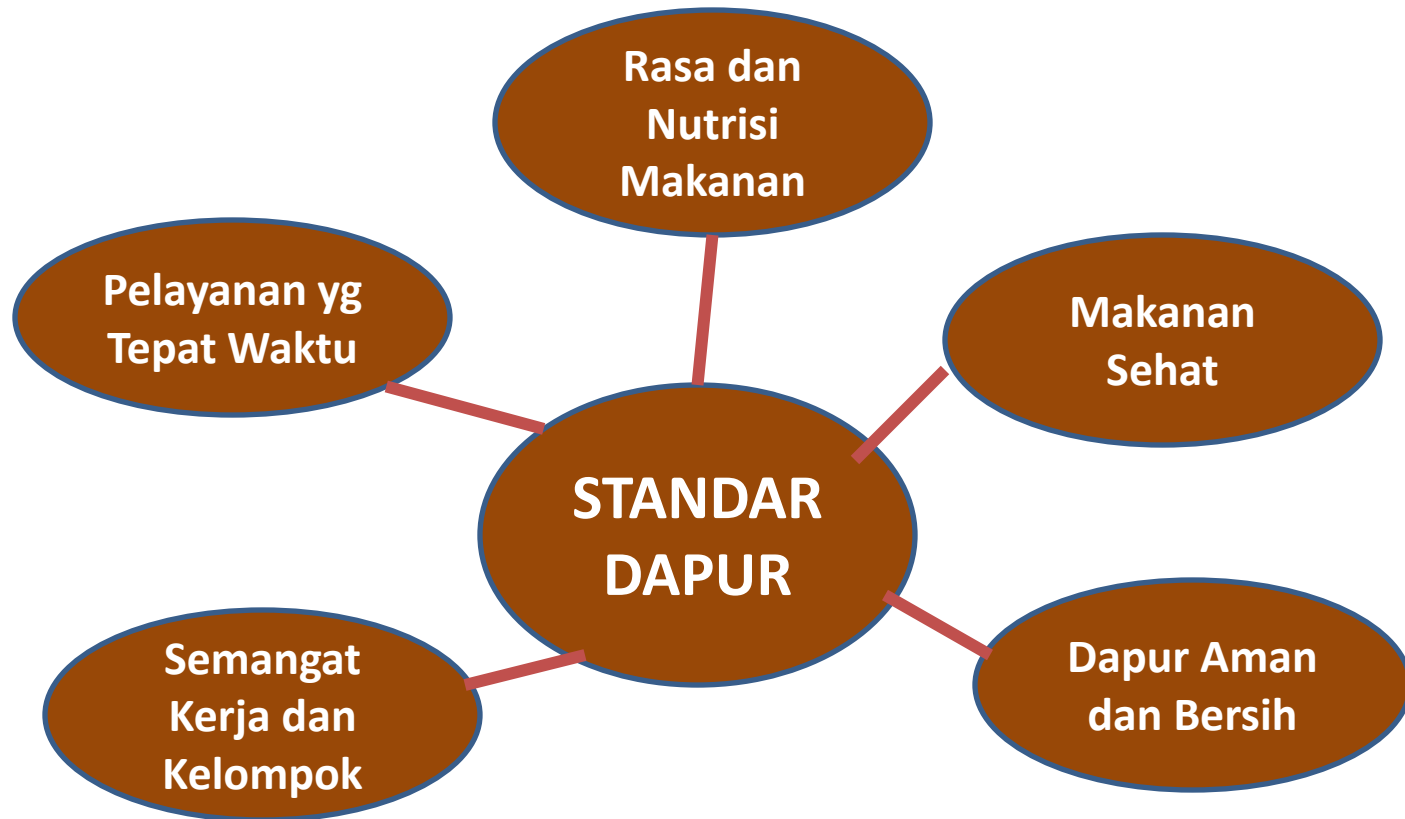 Rasa dan
Nutrisi
Makanan
Pelayanan yg
Tepat Waktu
Makanan
Sehat
STANDAR
DAPUR
Semangat
Kerja dan
Kelompok
Dapur Aman
dan Bersih